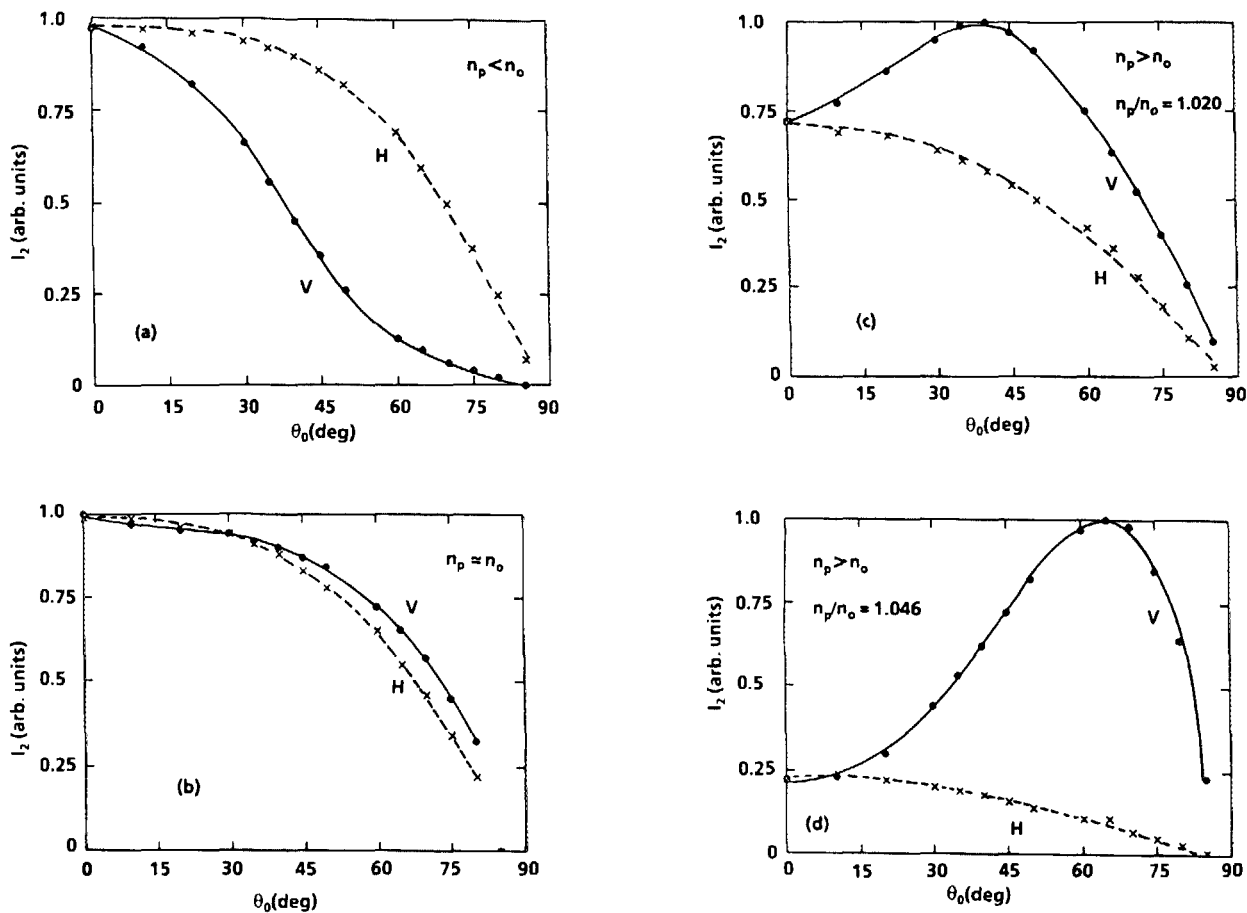 1.0
0.75
0.5
0.25
0
I₂ (arb. units)
nₚ<nₒ
H
V
(a)
0 15 30 45 60 75 90
θ₀(deg)
1.0
0.75
0.5
0.25
0
I₂ (arb. units)
nₚ>nₒ
nₚ/nₒ = 1.020
V
H
(c)
0 15 30 45 60 75 90
θ₀(deg)
1.0
0.75
0.5
0.25
0
I₂ (arb. units)
nₚ≃nₒ
V
H
(b)
0 15 30 45 60 75 90
θ₀(deg)
1.0
0.75
0.5
0.25
0
I₂ (arb. units)
nₚ>nₒ
nₚ/nₒ = 1.046
V
(d)
H
0 15 30 45 60 75 90
θ₀(deg)